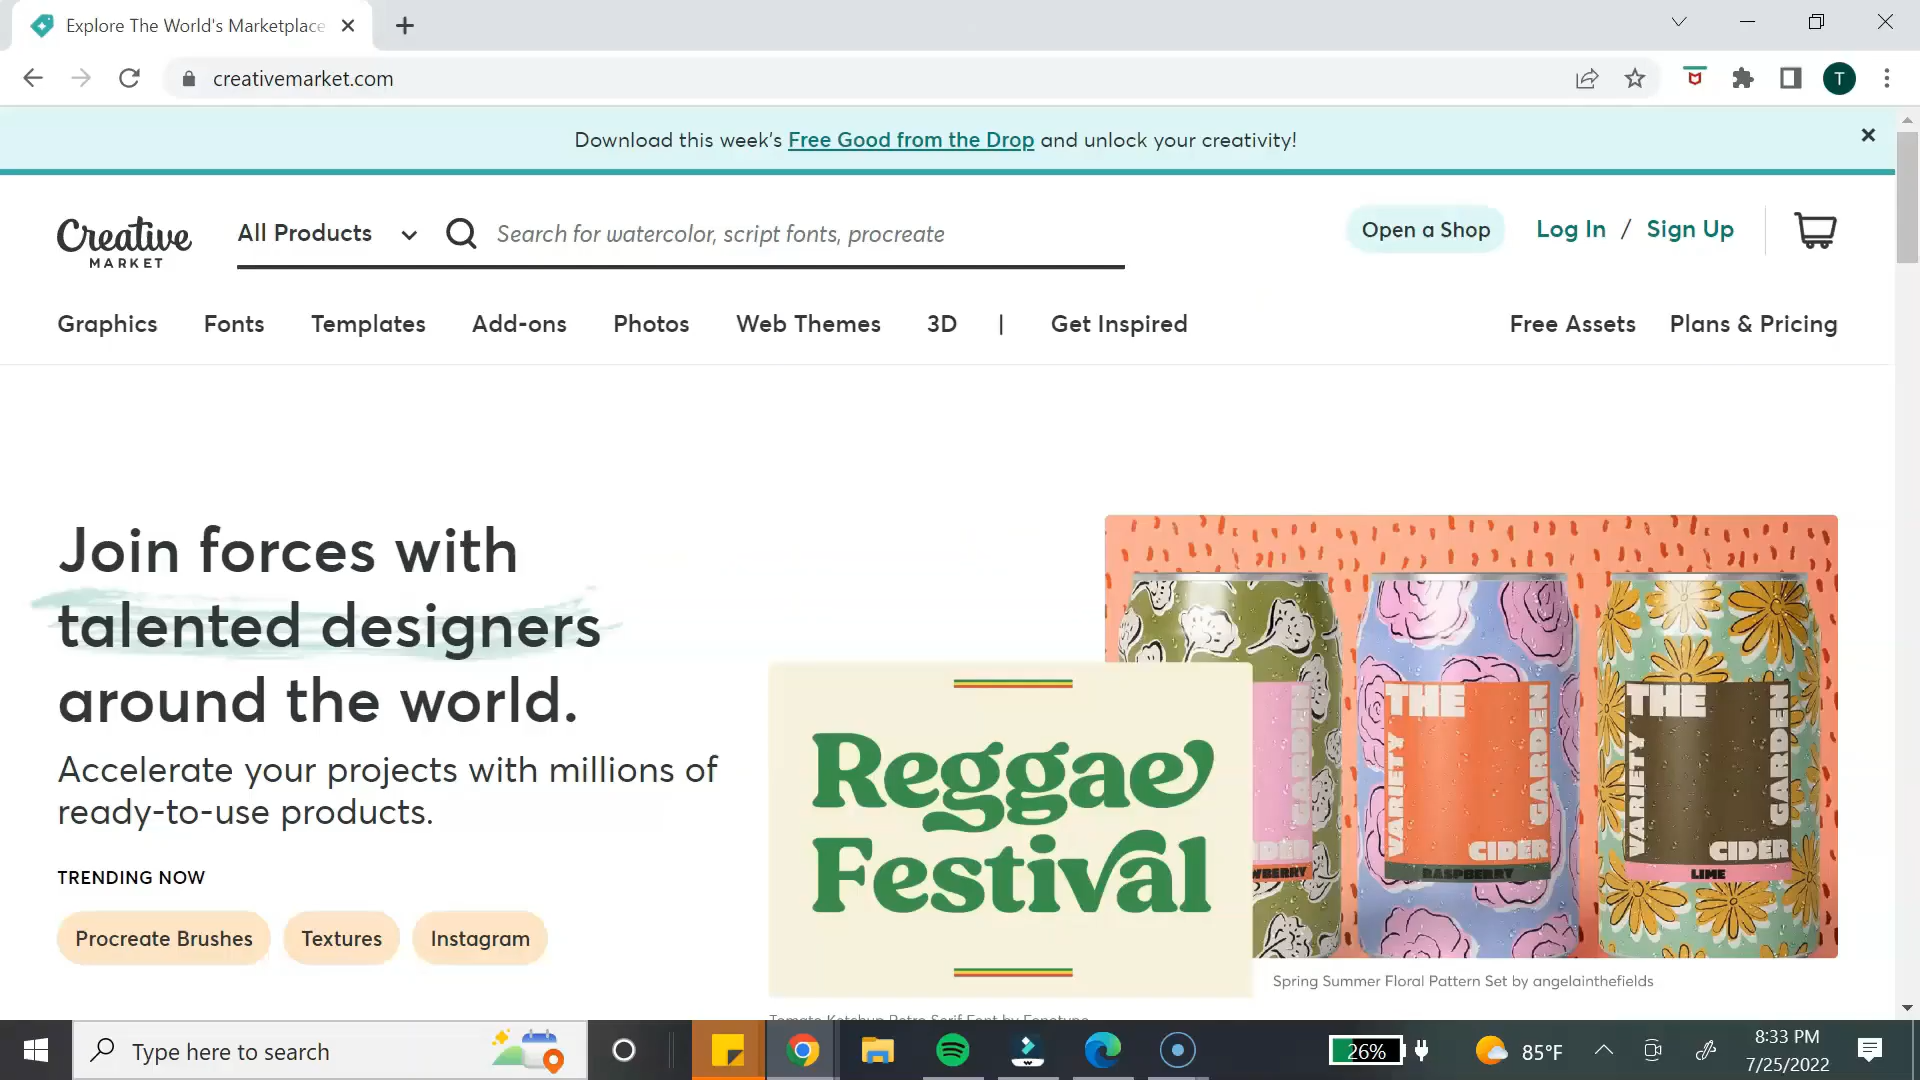 Explore The World's Marketplace
creativemarket.com
T
Download this week's Free Good from the Drop and unlock your creativity!
Creative
MARKET
All Products
Search for watercolor, script fonts, procreate
Open a Shop
Log In / Sign Up
Graphics
Fonts
Templates
Add-ons
Photos
Web Themes
3D
|
Get Inspired
Free Assets
Plans & Pricing
Join forces with
talented designers
around the world.
Accelerate your projects with millions of
ready-to-use products.
TRENDING NOW
Procreate Brushes
Textures
Instagram
Reggae
Festival
GARDEN
THE
VARIETY
GARDEN
CIDER
RASPBERRY
THE
VARIETY
GARDEN
CIDER
LIME
Spring Summer Floral Pattern Set by angelainthefields
Tomato Ketchup Retro Serif Font by Fenotype
Type here to search
26%
85°F
8:33 PM
7/25/2022